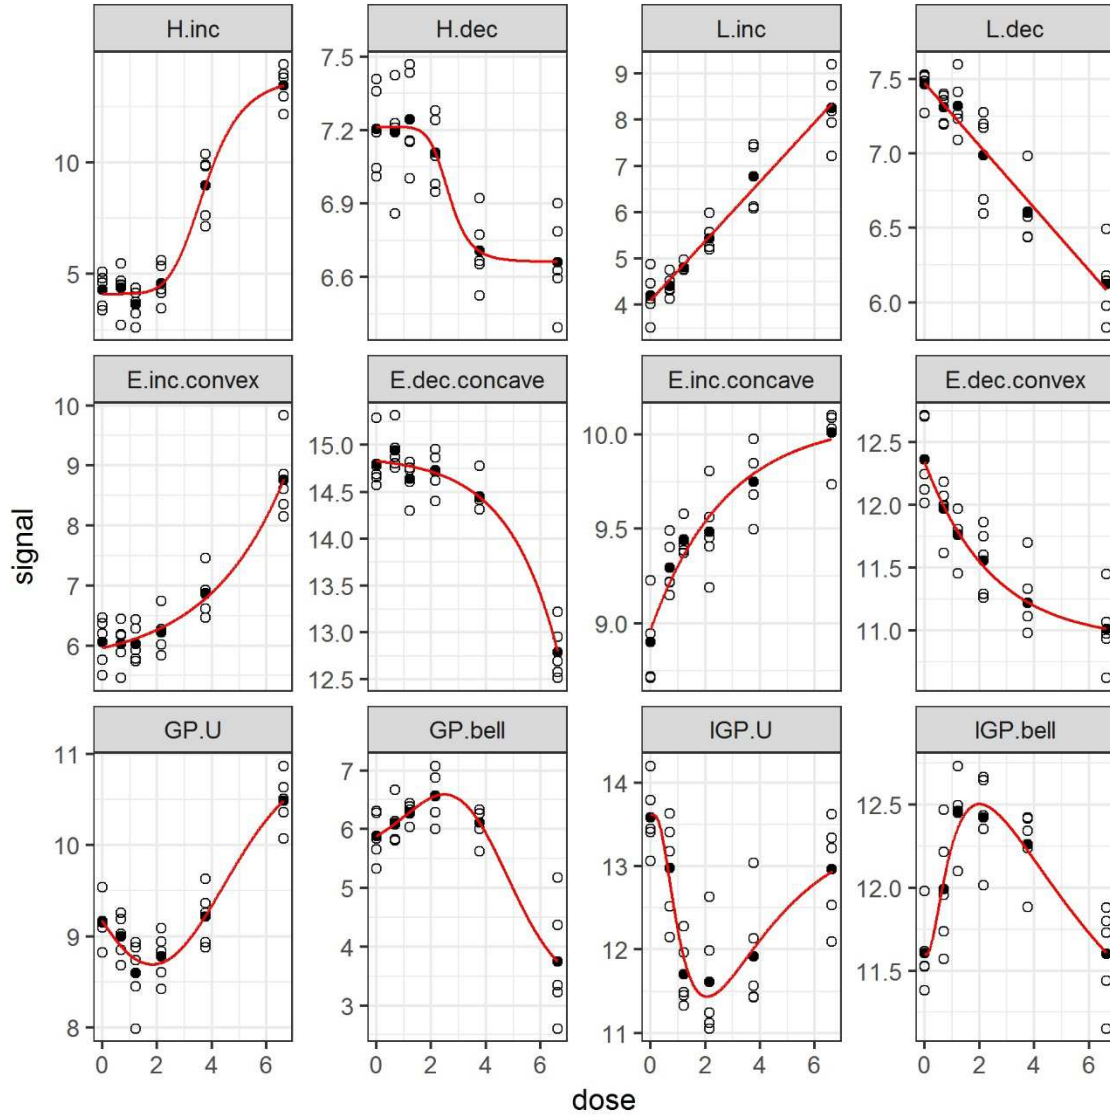 H.inc H.dec L.inc L.dec
10 5
7.5 7.2 6.9 6.6
9 8 7 6 5 4
7.5 7.0 6.5 6.0
E.inc.convex E.dec.concave E.inc.concave E.dec.convex
10 9 8 7 6
15.0 14.5 14.0 13.5 13.0 12.5
10.0 9.5 9.0
12.5 12.0 11.5 11.0
signal
GP.U GP.bell IGP.U IGP.bell
11 10 9 8
7 6 5 4 3
14 13 12 11
12.5 12.0 11.5
0 2 4 6 0 2 4 6 0 2 4 6 0 2 4 6
dose